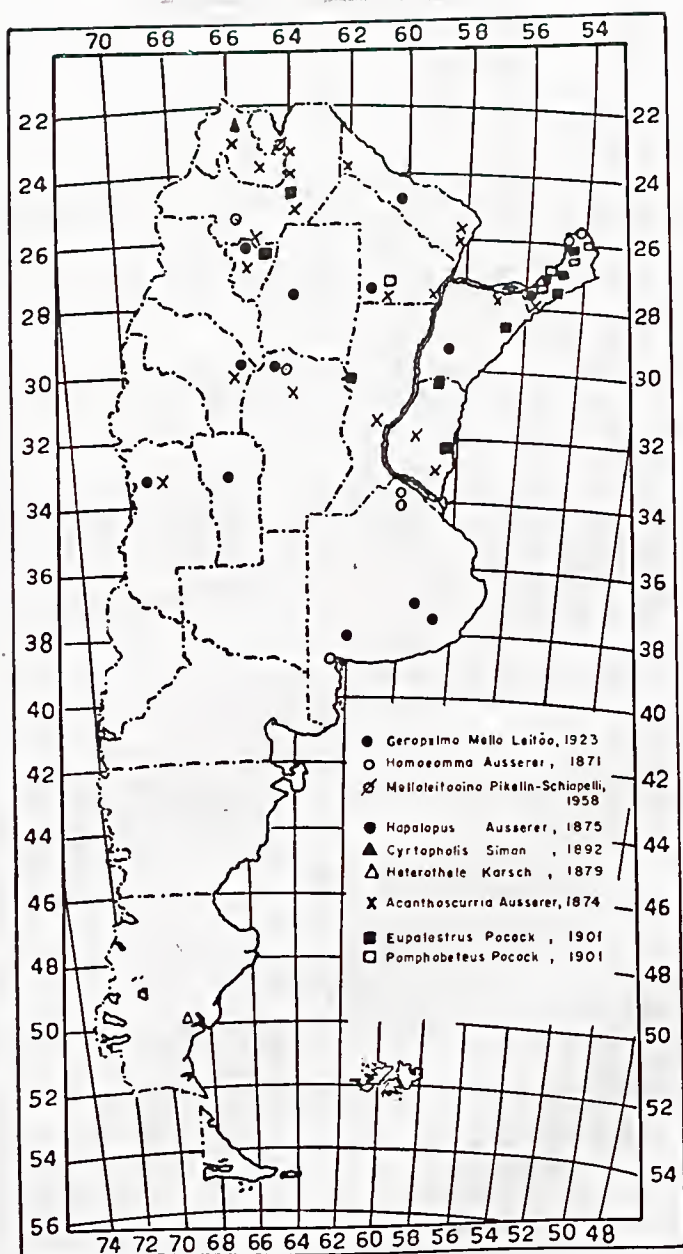 70 68 66 64 62 60 58 56 54
22 22
24 24
26 26
28 28
30 30
32 32
34 34
36 36
38 38
40 40
42 42
44 44
46 46
48 48
50 50
52 52
54 54
56
● Ceropelma Mello Leitão, 1923
○ Homoeomma Ausserer, 1871
Melloleitaoina Pikelin-Schiapelli,
1958
● Hapalopus Ausserer, 1875
▲ Cyrtopholis Simon , 1892
△ Heterothele Karsch , 1879
x Acanthoscurria Ausserer, 1874
■ Eupalestrus Pocock , 1901
□ Pamphobeteus Pocock , 1901
74 72 70 68 66 64 62 60 58 56 54 52 50 48